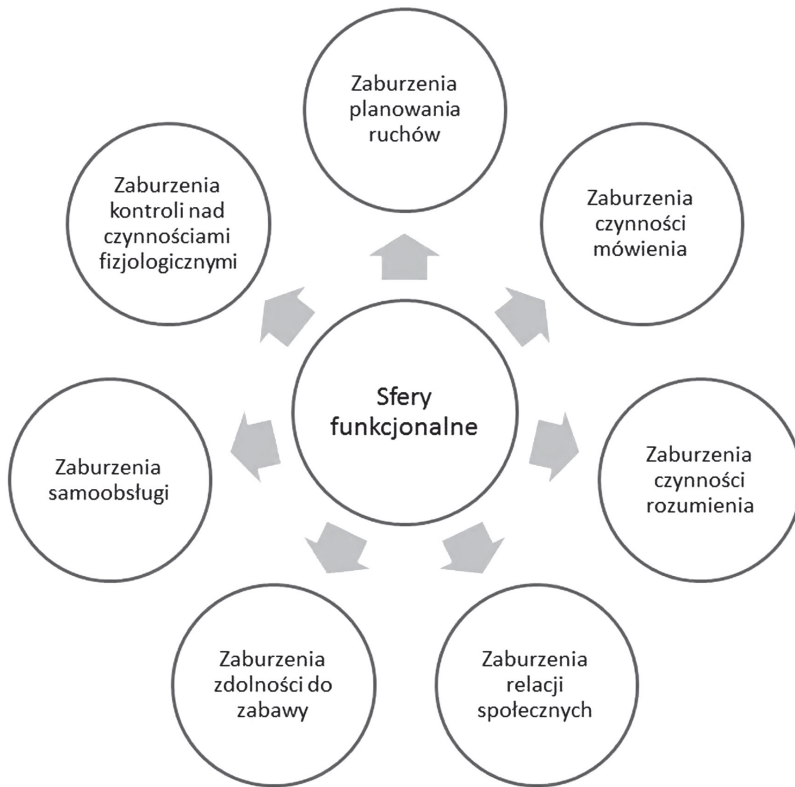 Zaburzenia
planowania
ruchów
Zaburzenia
czynności
mówienia
Zaburzenia
czynności
rozumienia
Zaburzenia
relacji
społecznych
Zaburzenia
zdolności do
zabawy
Zaburzenia
samoobsługi
Zaburzenia
kontroli nad
czynnościami
fizjologicznymi
Sfery
funkcjonalne